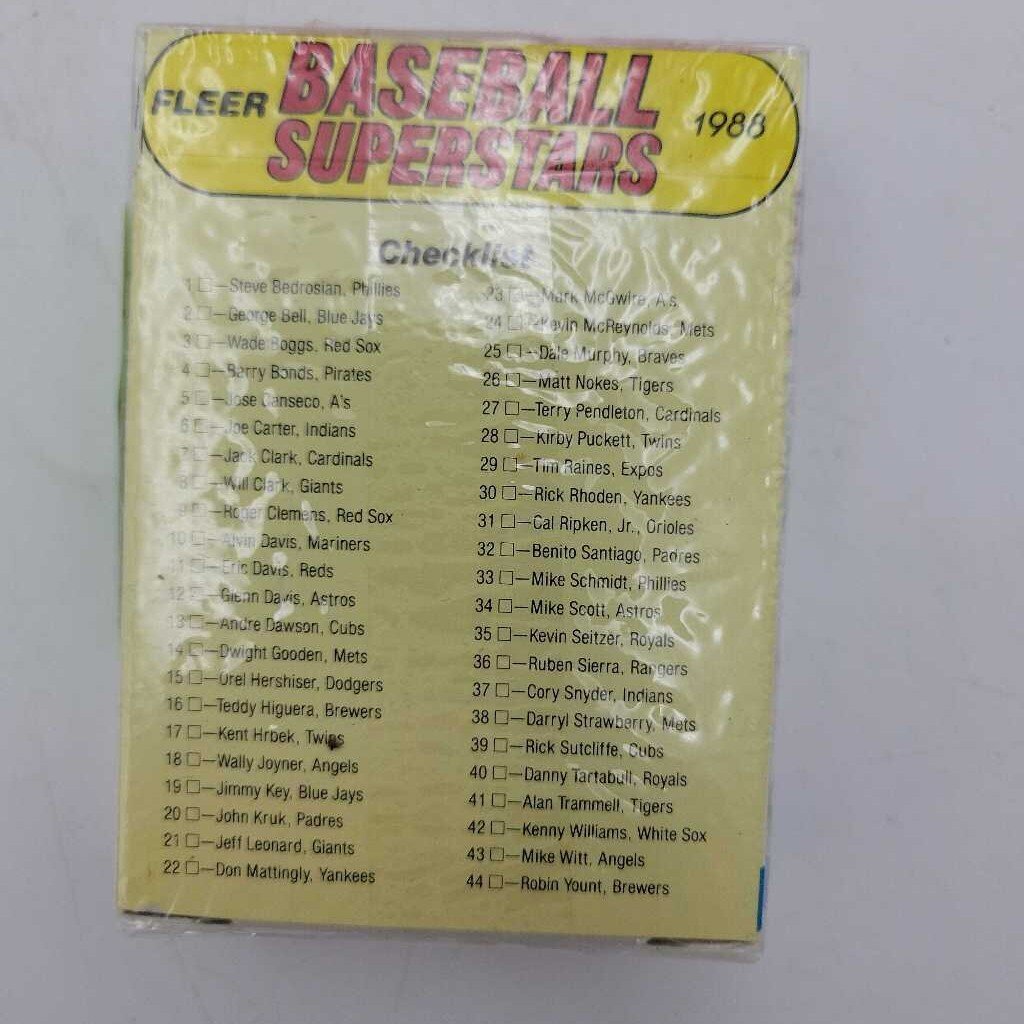 FLEER BASEBALL SUPERSTARS 1988
Checklist
1 □—Steve Bedrosian, Phillies
2 □—George Bell, Blue Jays
3 □—Wade Boggs, Red Sox
4 □—Barry Bonds, Pirates
5 □—Jose Canseco, A's
6 □—Joe Carter, Indians
7 □—Jack Clark, Cardinals
8 □—Will Clark, Giants
9 □—Roger Clemens, Red Sox
10 □—Alvin Davis, Mariners
11 □—Eric Davis, Reds
12 □—Glenn Davis, Astros
13 □—Andre Dawson, Cubs
14 □—Dwight Gooden, Mets
15 □—Orel Hershiser, Dodgers
16 □—Teddy Higuera, Brewers
17 □—Kent Hrbek, Twins
18 □—Wally Joyner, Angels
19 □—Jimmy Key, Blue Jays
20 □—John Kruk, Padres
21 □—Jeff Leonard, Giants
22 □—Don Mattingly, Yankees
23 □—Mark McGwire, A's
24 □—Kevin McReynolds, Mets
25 □—Dale Murphy, Braves
26 □—Matt Nokes, Tigers
27 □—Terry Pendleton, Cardinals
28 □—Kirby Puckett, Twins
29 □—Tim Raines, Expos
30 □—Rick Rhoden, Yankees
31 □—Cal Ripken, Jr., Orioles
32 □—Benito Santiago, Padres
33 □—Mike Schmidt, Phillies
34 □—Mike Scott, Astros
35 □—Kevin Seitzer, Royals
36 □—Ruben Sierra, Rangers
37 □—Cory Snyder, Indians
38 □—Darryl Strawberry, Mets
39 □—Rick Sutcliffe, Cubs
40 □—Danny Tartabull, Royals
41 □—Alan Trammell, Tigers
42 □—Kenny Williams, White Sox
43 □—Mike Witt, Angels
44 □—Robin Yount, Brewers